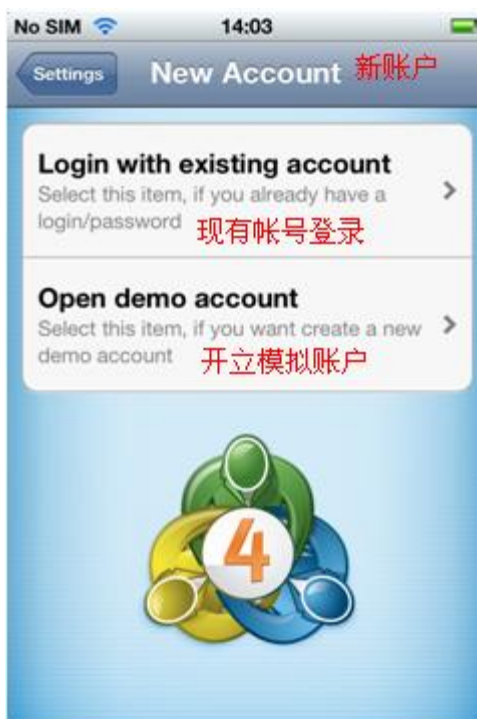 No SIM 14:03
Settings New Account 新账户
Login with existing account
Select this item, if you already have a
login/password 现有帐号登录
Open demo account
Select this item, if you want create a new
demo account 开立模拟账户
4